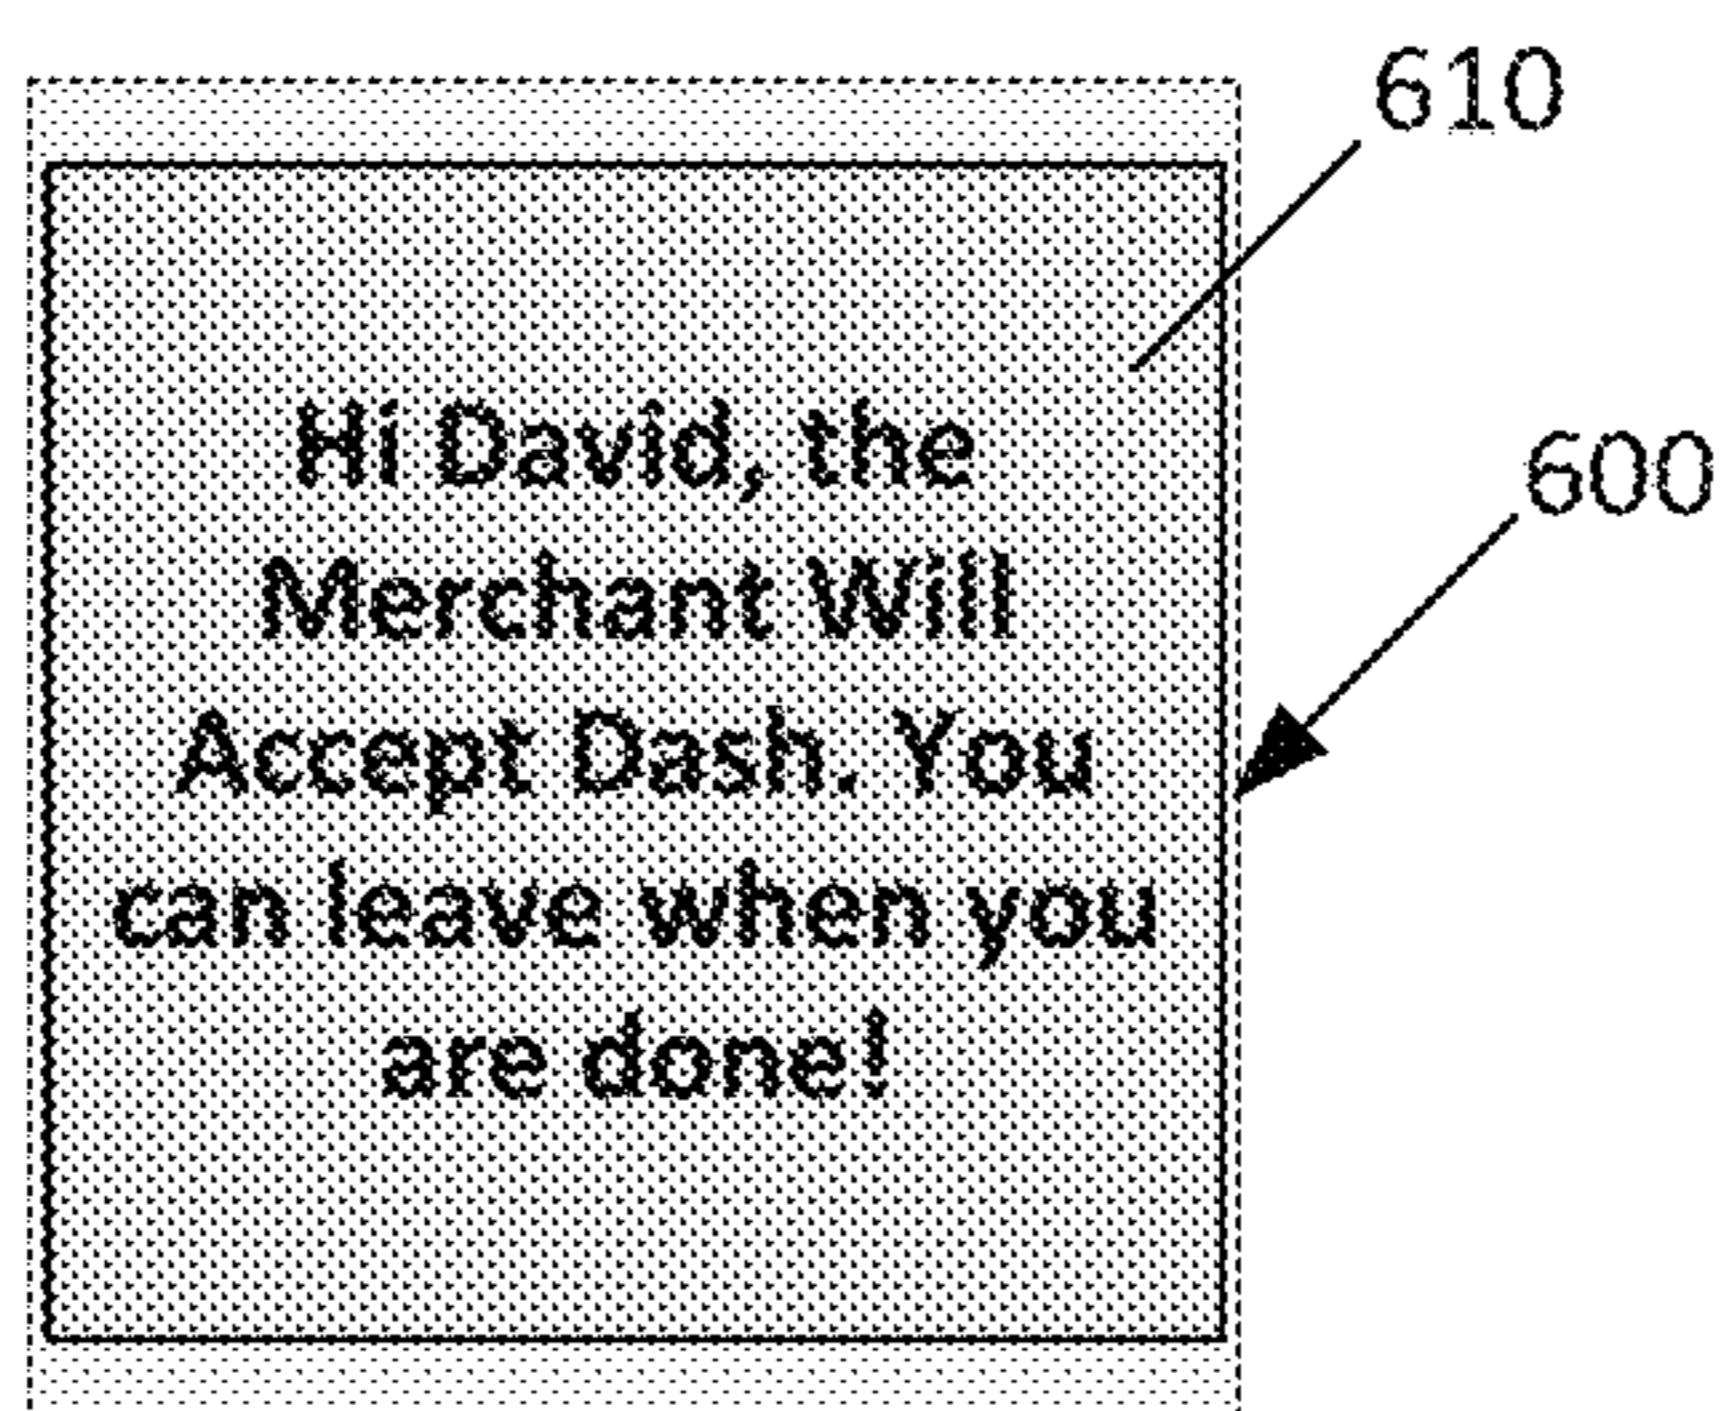 610
Hi David, the
600
Merchant Will
Accept Dash. You
can leave when you
are done!